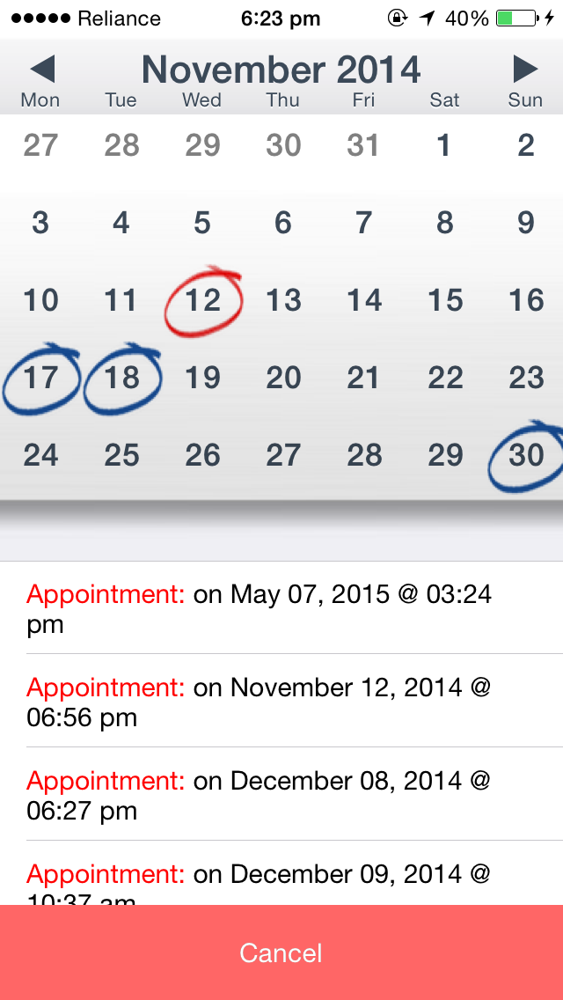 Reliance 6:23 pm 40%
November 2014
Mon Tue Wed Thu Fri Sat Sun
27 28 29 30 31 1 2
3 4 5 6 7 8 9
10 11 12 13 14 15 16
17 18 19 20 21 22 23
24 25 26 27 28 29 30
Appointment: on May 07, 2015 @ 03:24
pm
Appointment: on November 12, 2014 @
06:56 pm
Appointment: on December 08, 2014 @
06:27 pm
Appointment: on December 09, 2014 @
10:37 am
Cancel